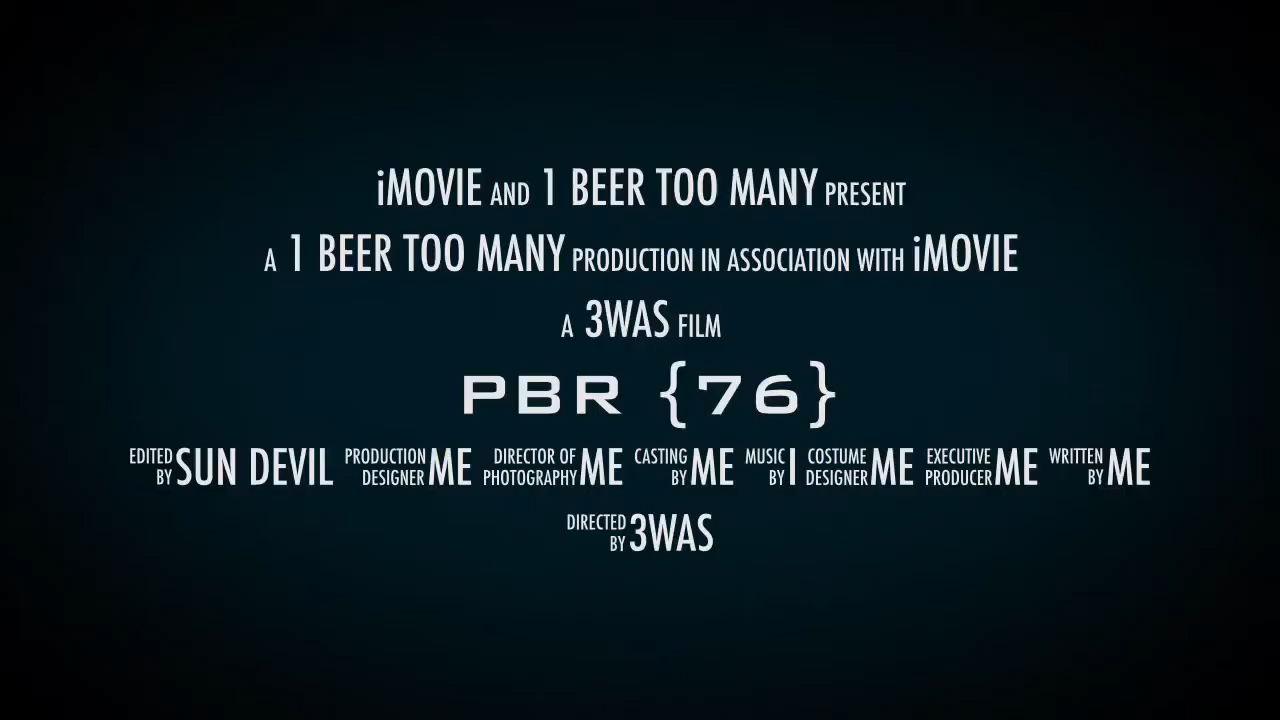 iMOVIE AND 1 BEER TOO MANY PRESENT
A 1 BEER TOO MANY PRODUCTION IN ASSOCIATION WITH iMOVIE
A 3WAS FILM
PBR {76}
EDITED BY SUN DEVIL PRODUCTION DESIGNER ME DIRECTOR OF PHOTOGRAPHY ME CASTING BY ME MUSIC BY I COSTUME DESIGNER ME EXECUTIVE PRODUCER ME WRITTEN BY ME
DIRECTED BY 3WAS